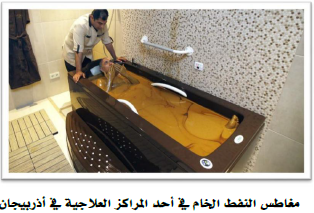 مغاطس النفط الخام في أحد المراكز العلاجية في أذربيجان